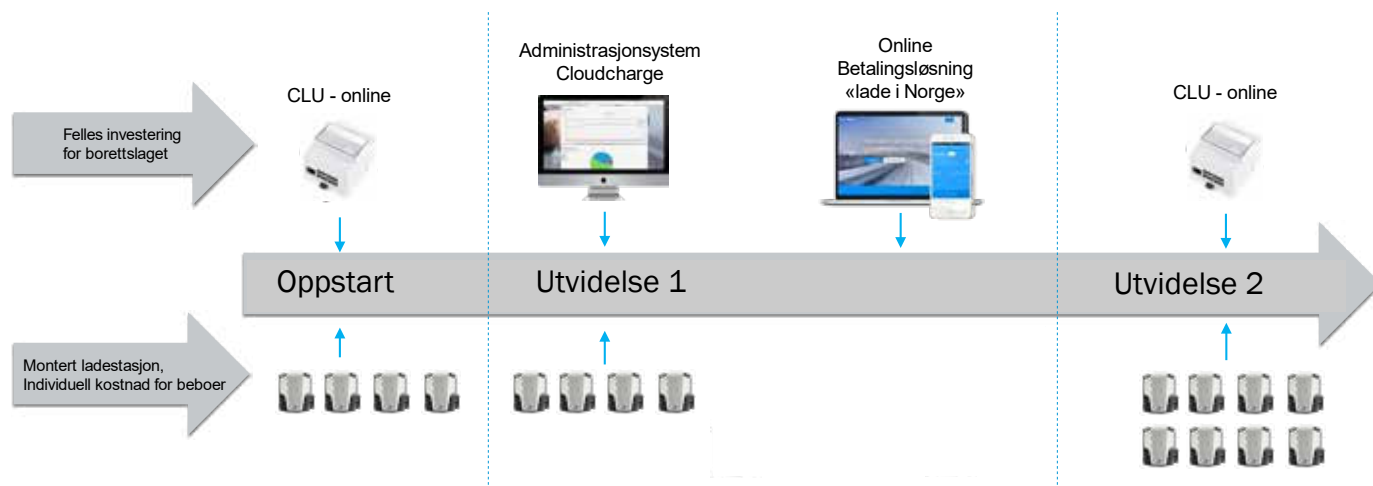 Administrasjonsystem
Cloudcharge
Online
Betalingsløsning
«lade i Norge»
CLU - online
CLU - online
Felles investering
for borettslaget
Oppstart
Utvidelse 1
Utvidelse 2
Montert ladestasjon,
Individuell kostnad for beboer